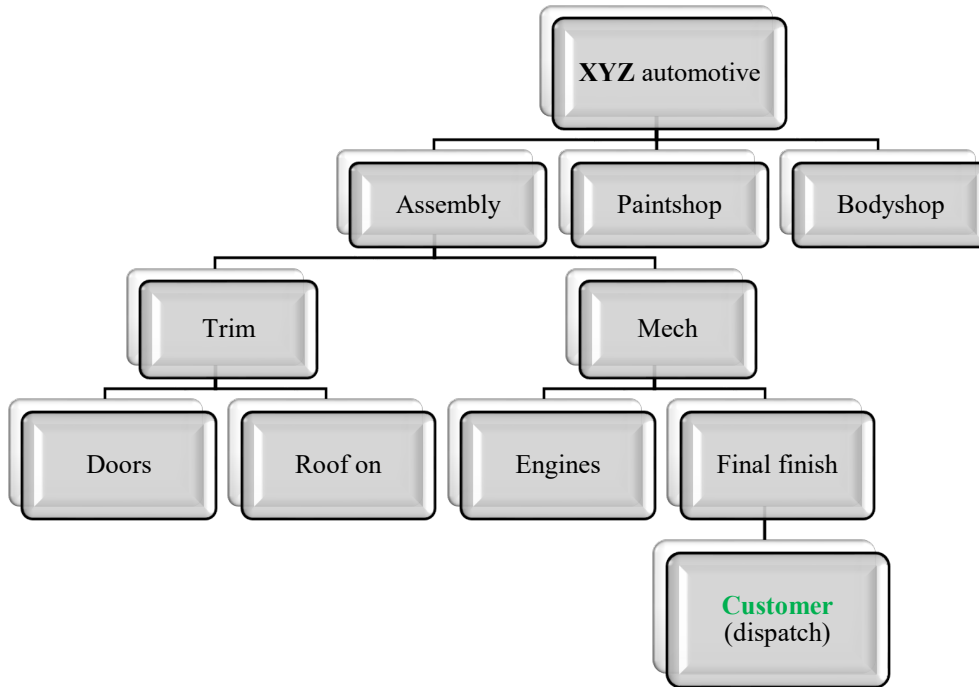 XYZ automotive
Assembly
Paintshop
Bodyshop
Trim
Mech
Doors
Roof on
Engines
Final finish
Customer
(dispatch)